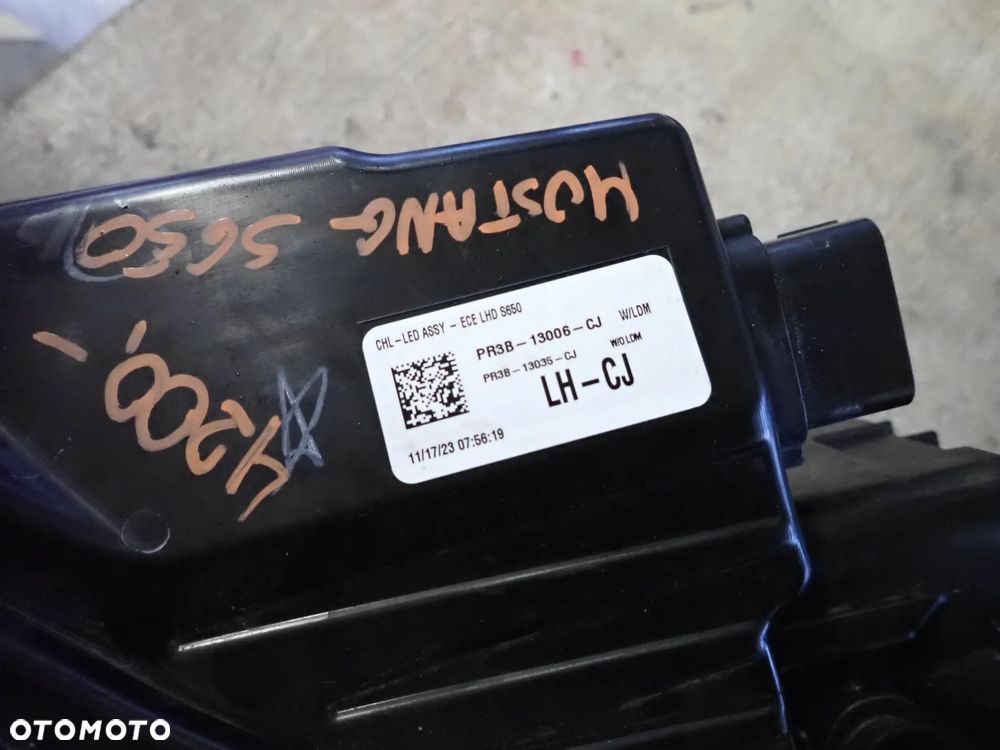 MUSTANG S650
4200,-
CHL-LED ASSY - ECE LHD S650
PR3B-13006-CJ W/LDM
PR3B-13035-CJ W/O LDM
LH-CJ
11/17/23 07:56:19
OTOMOTO